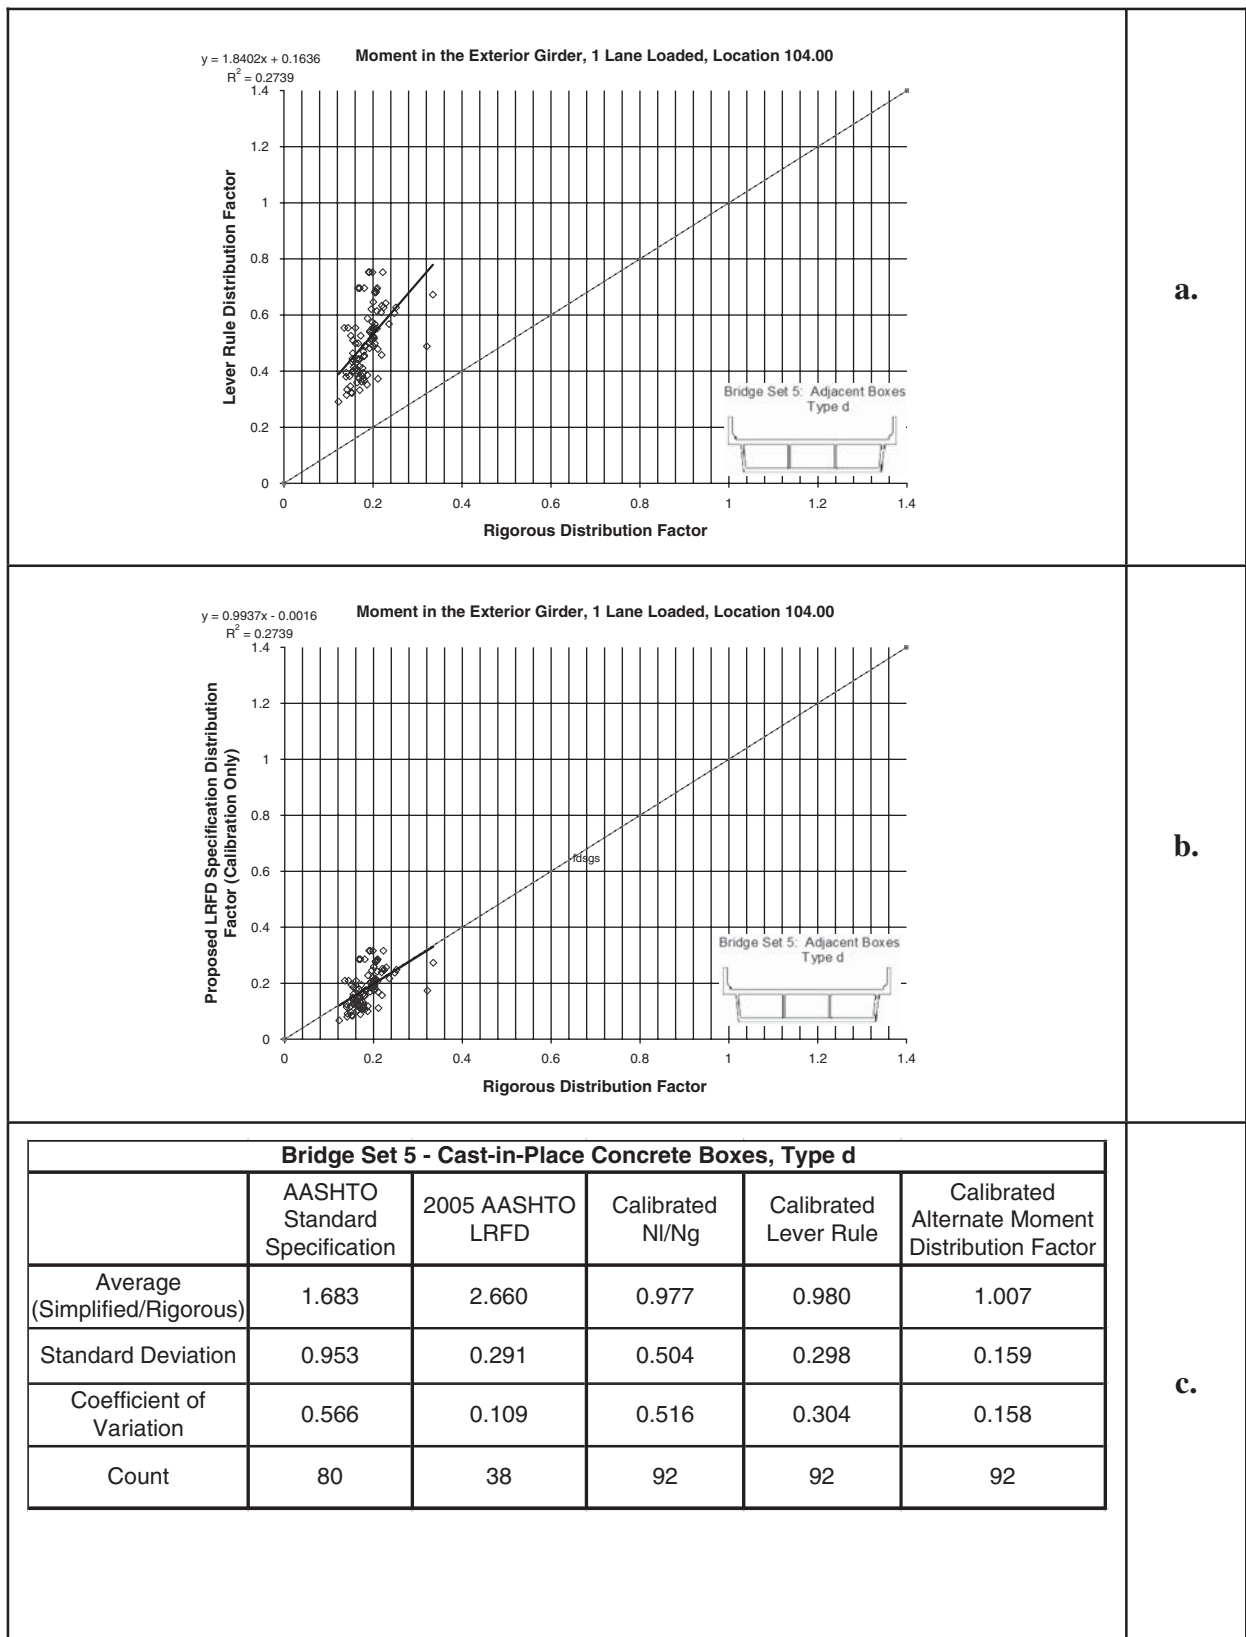 y = 1.8402x + 0.1636
R² = 0.2739
Moment in the Exterior Girder, 1 Lane Loaded, Location 104.00
Lever Rule Distribution Factor
1.4
1.2
1
0.8
0.6
0.4
0.2
0
0 0.2 0.4 0.6 0.8 1 1.2 1.4
Rigorous Distribution Factor
Bridge Set 5: Adjacent Boxes
Type d
a.
y = 0.9937x - 0.0016
R² = 0.2739
Moment in the Exterior Girder, 1 Lane Loaded, Location 104.00
Proposed LRFD Specification Distribution
Factor (Calibration Only)
1.4
1.2
1
0.8
0.6
0.4
0.2
0
0 0.2 0.4 0.6 0.8 1 1.2 1.4
Rigorous Distribution Factor
fdsgs
Bridge Set 5: Adjacent Boxes
Type d
b.
Bridge Set 5 - Cast-in-Place Concrete Boxes, Type d
AASHTO
Standard
Specification
2005 AASHTO
LRFD
Calibrated
Nl/Ng
Calibrated
Lever Rule
Calibrated
Alternate Moment
Distribution Factor
Average
(Simplified/Rigorous)
1.683 2.660 0.977 0.980 1.007
Standard Deviation 0.953 0.291 0.504 0.298 0.159
Coefficient of
Variation
0.566 0.109 0.516 0.304 0.158
Count 80 38 92 92 92
c.